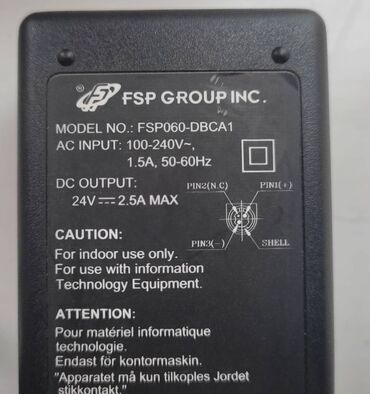 ® FSP GROUP INC.
MODEL NO.: FSP060-DBCA1
AC INPUT: 100-240V~,
1.5A, 50-60Hz
DC OUTPUT:
24V⎓2.5A MAX
PIN2(N.C) PIN1(+)
PIN3(-) SHELL
CAUTION:
For indoor use only.
For use with information
Technology Equipment.
ATTENTION:
Pour matériel informatique
technologie.
Endast för kontormaskin.
"Apparatet må kun tilkoples Jordet
stikkontakt."